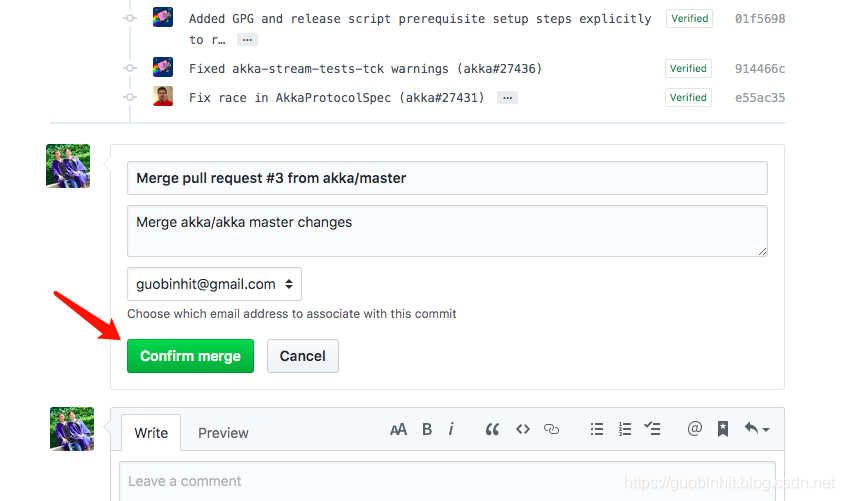 Added GPG and release script prerequisite setup steps explicitly Verified 01f5698
to r… …
Fixed akka-stream-tests-tck warnings (akka#27436) Verified 914466c
Fix race in AkkaProtocolSpec (akka#27431) … Verified e55ac35
Merge pull request #3 from akka/master
Merge akka/akka master changes
guobinhit@gmail.com
Choose which email address to associate with this commit
Confirm merge Cancel
Write Preview AA B i “ <> @
Leave a comment
https://guobinhit.blog.csdn.net